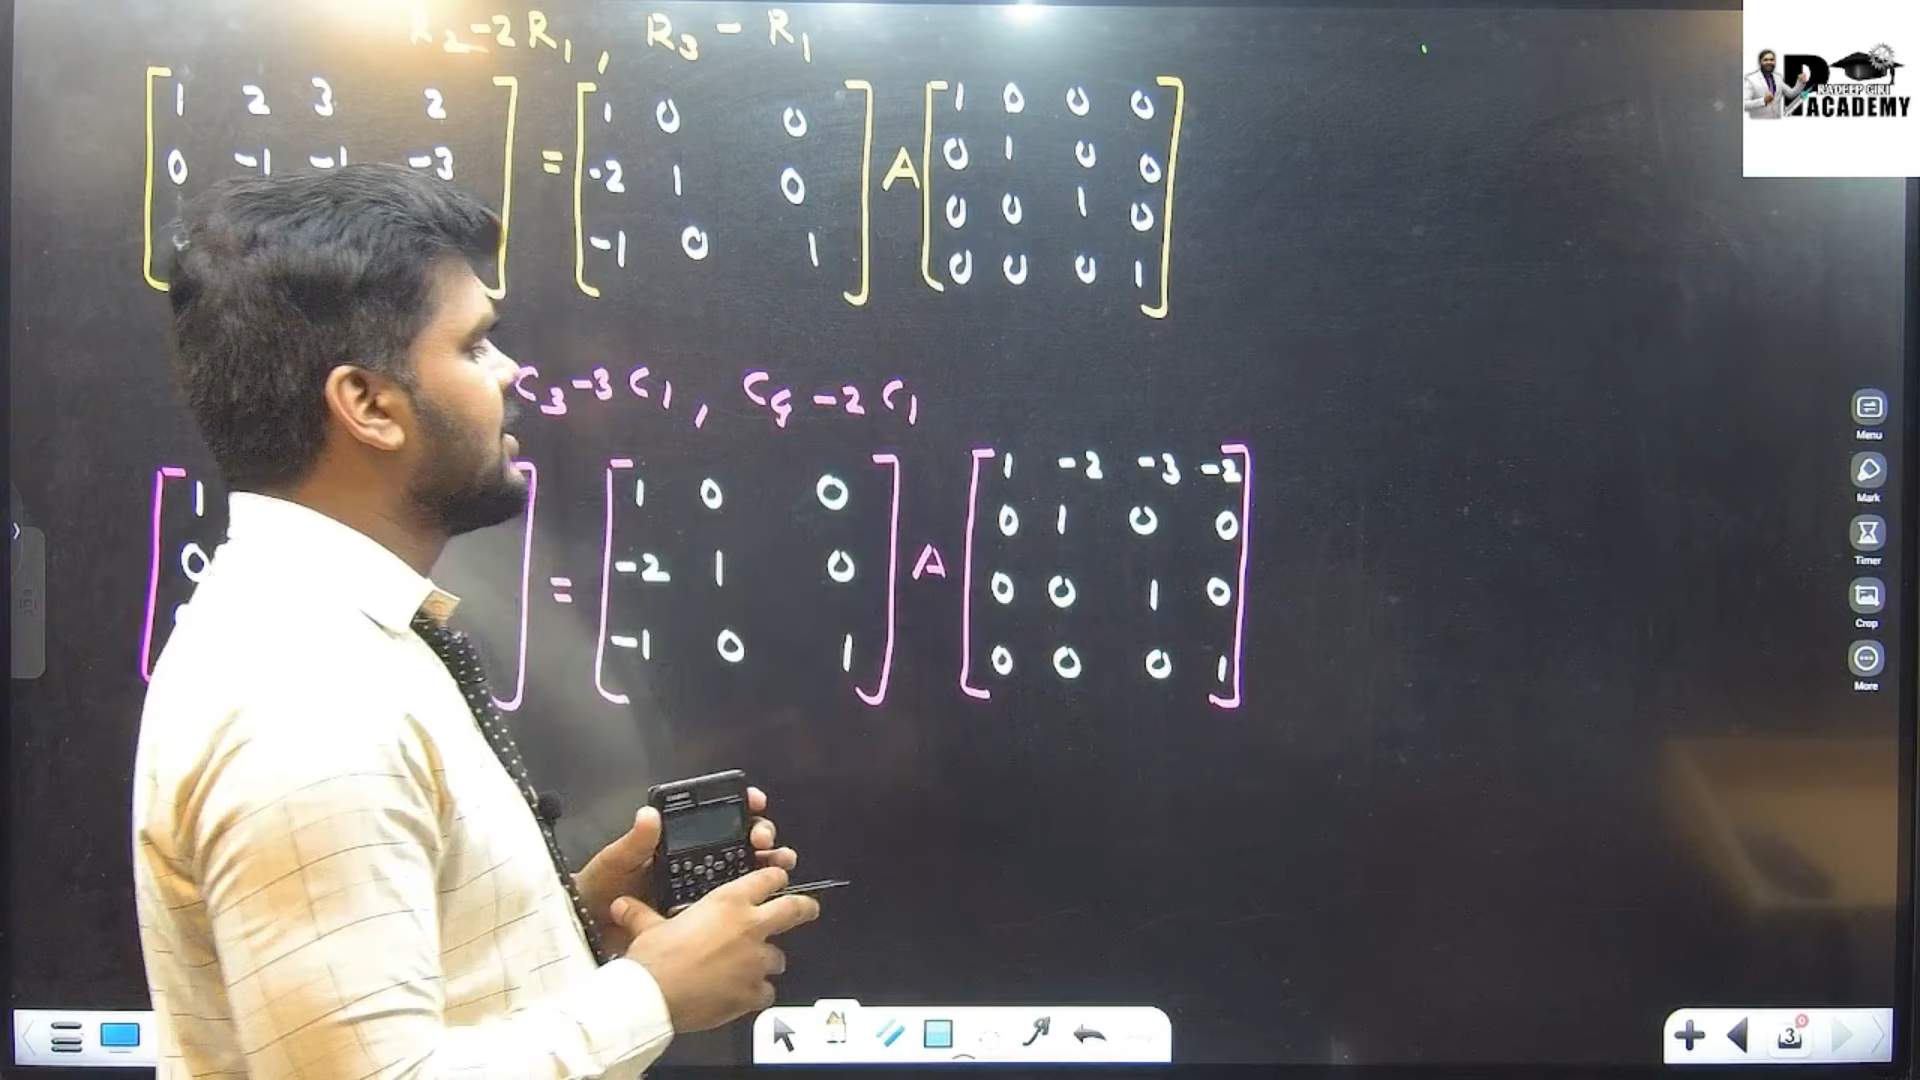 R2-2R1, R3 - R1
1 2 3 2
0 -1 -1 -3
= 1 0 0
-2 1 0
-1 0 1
A 1 0 0 0
0 1 0 0
0 0 1 0
0 0 0 1
C3-3C1, C4-2C1
1
0
= 1 0 0
-2 1 0
-1 0 1
A 1 -2 -3 -2
0 1 0 0
0 0 1 0
0 0 0 1
PRADEEP GIRI
ACADEMY
Menu
Mark
Timer
Crop
More
CASIO
3
0